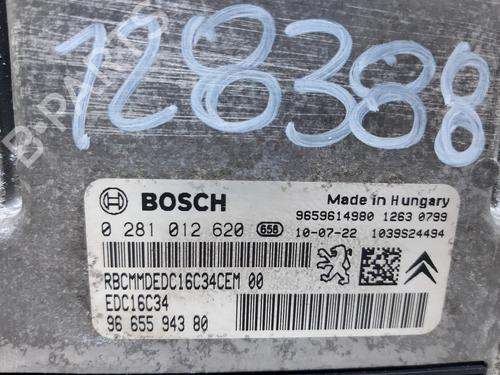 128388
BOSCH
Made in Hungary
0 281 012 620 658
9659614980 1263 0799
10-07-22 1039S24494
RBCMMDEDC16C34CEM 00
EDC16C34
96 655 943 80